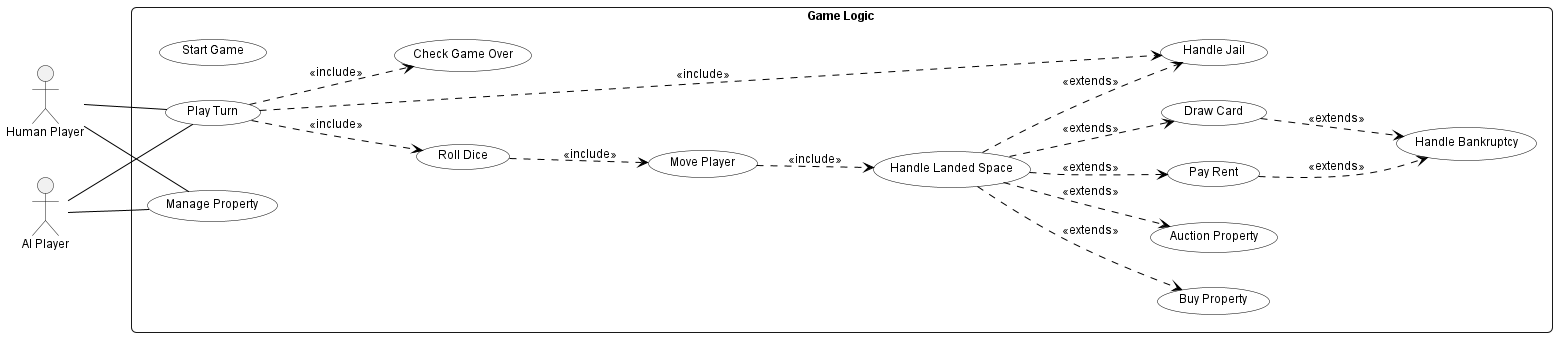 Game Logic
Start Game
Check Game Over
Handle Jail
«include»
«include»
«extends»
Human Player
Play Turn
«include»
Draw Card
«extends»
«extends»
Handle Bankruptcy
Roll Dice
«include»
Move Player
«include»
Handle Landed Space
«extends»
Pay Rent
«extends»
«extends»
Manage Property
AI Player
«extends»
Auction Property
Buy Property